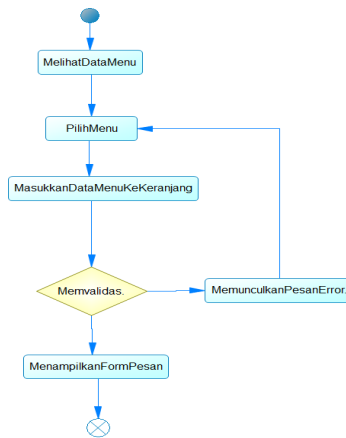 MelihatDataMenu
PilihMenu
MasukkanDataMenuKeKeranjang
Memvalidas.
MemunculkanPesanError.
MenampilkanFormPesan